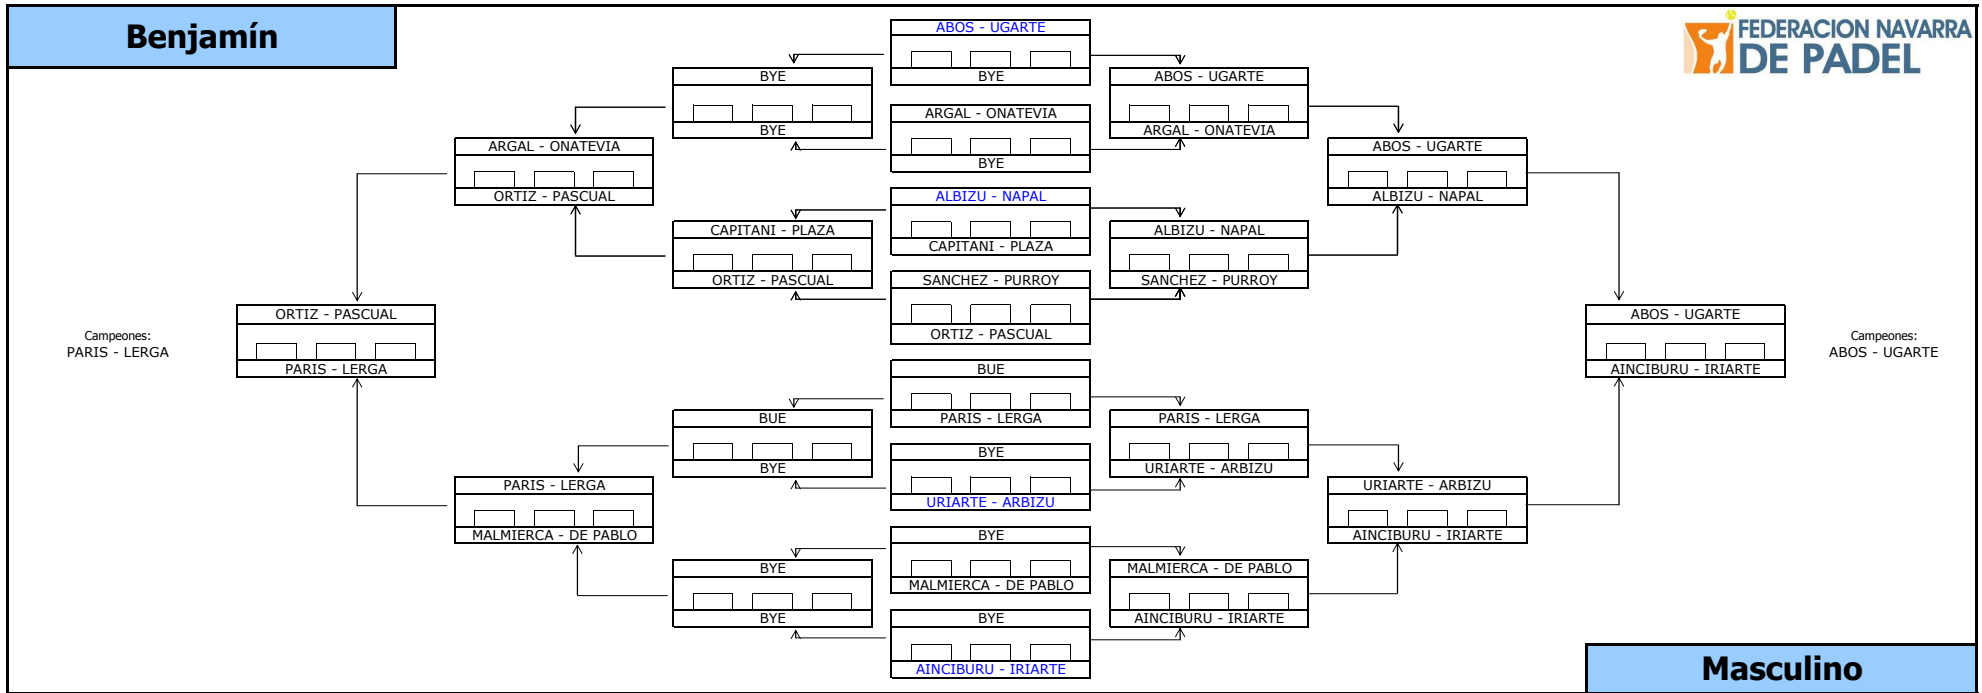 Benjamín
FEDERACION NAVARRA
DE PADEL
ABOS - UGARTE
BYE
ARGAL - ONATEVIA
BYE
ALBIZU - NAPAL
CAPITANI - PLAZA
SANCHEZ - PURROY
ORTIZ - PASCUAL
BUE
PARIS - LERGA
BYE
URIARTE - ARBIZU
BYE
MALMIERCA - DE PABLO
BYE
AINCIBURU - IRIARTE
BYE
BYE
CAPITANI - PLAZA
ORTIZ - PASCUAL
BUE
BYE
BYE
BYE
ARGAL - ONATEVIA
ORTIZ - PASCUAL
PARIS - LERGA
MALMIERCA - DE PABLO
ORTIZ - PASCUAL
PARIS - LERGA
Campeones:
PARIS - LERGA
ABOS - UGARTE
ARGAL - ONATEVIA
ALBIZU - NAPAL
SANCHEZ - PURROY
PARIS - LERGA
URIARTE - ARBIZU
MALMIERCA - DE PABLO
AINCIBURU - IRIARTE
ABOS - UGARTE
ALBIZU - NAPAL
URIARTE - ARBIZU
AINCIBURU - IRIARTE
ABOS - UGARTE
AINCIBURU - IRIARTE
Campeones:
ABOS - UGARTE
Masculino